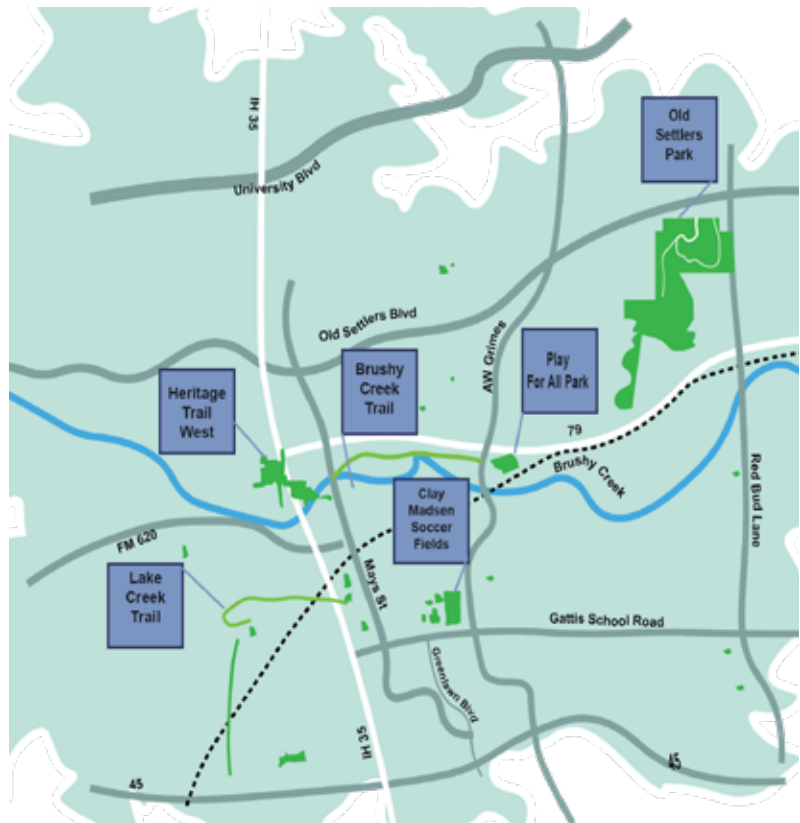 IH 35
University Blvd
Old
Settlers
Park
Old Settlers Blvd
AW Grimes
Play
For All Park
Brushy
Creek
Trail
Heritage
Trail
West
79
Brushy Creek
Red Bud Lane
Clay
Madsen
Soccer
Fields
FM 620
Lake
Creek
Trail
Mays St
Gattis School Road
Greenlawn Blvd
IH 35
45
45